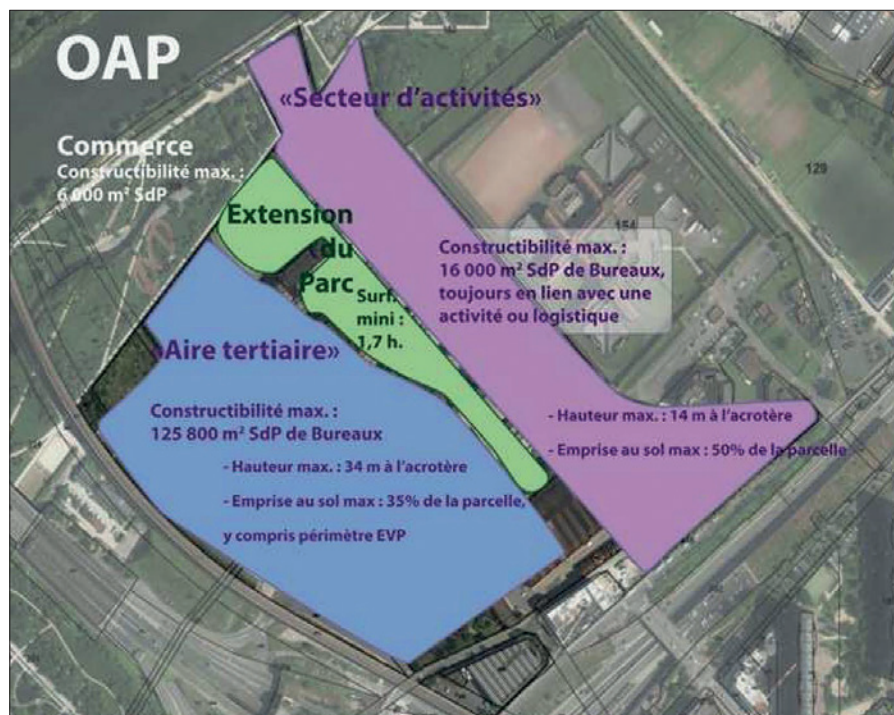 OAP
«Secteur d’activités»
Commerce
Constructibilité max. :
6 000 m² SdP
129
154
Extension
du
Parc
Surf.
mini :
1,7 h.
Constructibilité max. :
16 000 m² SdP de Bureaux,
toujours en lien avec une
activité ou logistique
«Aire tertiaire»
Constructibilité max. :
125 800 m² SdP de Bureaux
- Hauteur max. : 34 m à l’acrotère
- Emprise au sol max : 35% de la parcelle,
y compris périmètre EVP
- Hauteur max. : 14 m à l’acrotère
- Emprise au sol max : 50% de la parcelle